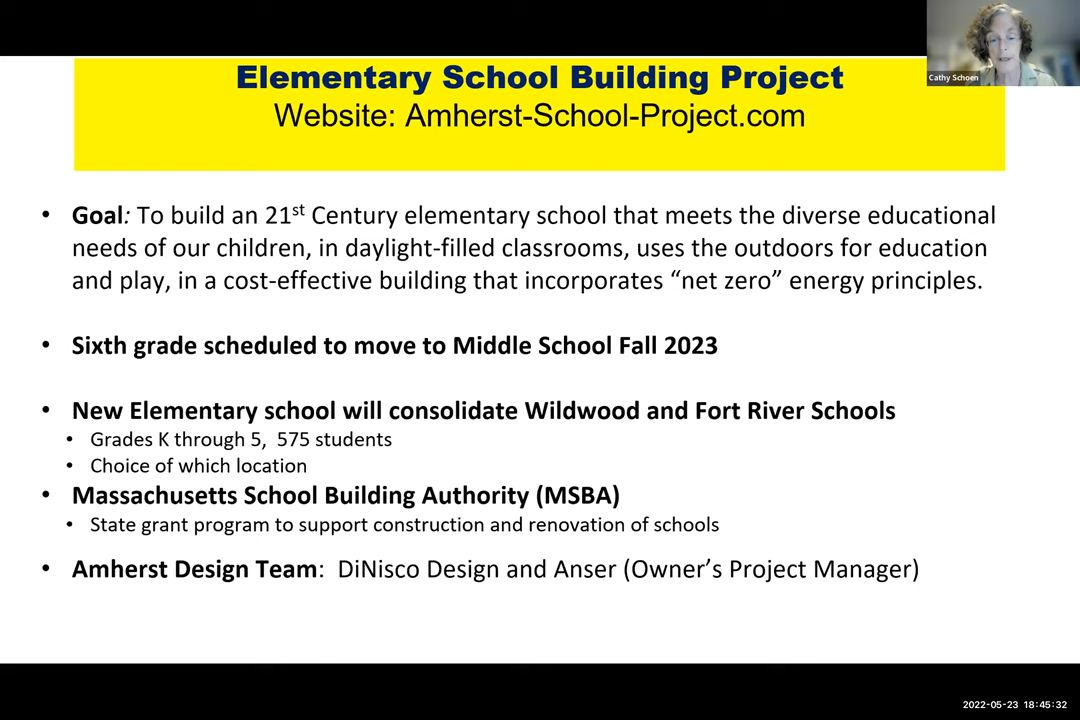 Elementary School Building Project
Website: Amherst-School-Project.com
Cathy Schoen
• Goal: To build an 21st Century elementary school that meets the diverse educational
needs of our children, in daylight-filled classrooms, uses the outdoors for education
and play, in a cost-effective building that incorporates “net zero” energy principles.
• Sixth grade scheduled to move to Middle School Fall 2023
• New Elementary school will consolidate Wildwood and Fort River Schools
• Grades K through 5, 575 students
• Choice of which location
• Massachusetts School Building Authority (MSBA)
• State grant program to support construction and renovation of schools
• Amherst Design Team: DiNisco Design and Anser (Owner’s Project Manager)
2022-05-23 18:45:32